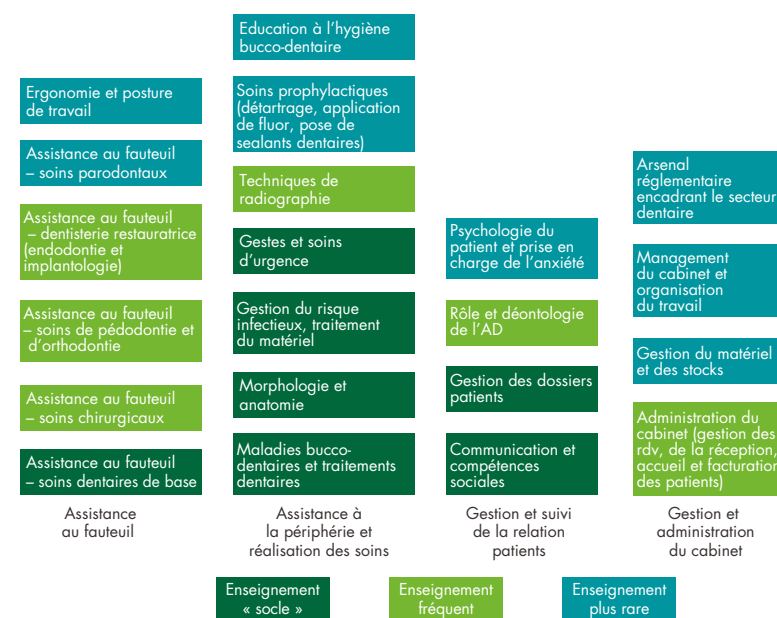 Ergonomie et posture
de travail
Assistance au fauteuil
– soins parodontaux
Assistance au fauteuil
– dentisterie restauratrice
(endodontie et
implantologie)
Assistance au fauteuil
– soins de pédodontie et
d’orthodontie
Assistance au fauteuil
– soins chirurgicaux
Assistance au fauteuil
– soins dentaires de base
Assistance
au fauteuil
Education à l’hygiène
bucco-dentaire
Soins prophylactiques
(détartrage, application
de fluor, pose de
sealants dentaires)
Techniques de
radiographie
Gestes et soins
d’urgence
Gestion du risque
infectieux, traitement
du matériel
Morphologie et
anatomie
Maladies bucco-
dentaires et traitements
dentaires
Assistance à
la périphérie et
réalisation des soins
Psychologie du
patient et prise en
charge de l’anxiété
Rôle et déontologie
de l’AD
Gestion des dossiers
patients
Communication et
compétences
sociales
Gestion et suivi
de la relation
patients
Arsenal
réglementaire
encadrant le secteur
dentaire
Management
du cabinet et
organisation
du travail
Gestion du matériel
et des stocks
Administration du
cabinet (gestion des
rdv, de la réception,
accueil et facturation
des patients)
Gestion et
administration
du cabinet
Enseignement
« socle »
Enseignement
fréquent
Enseignement
plus rare